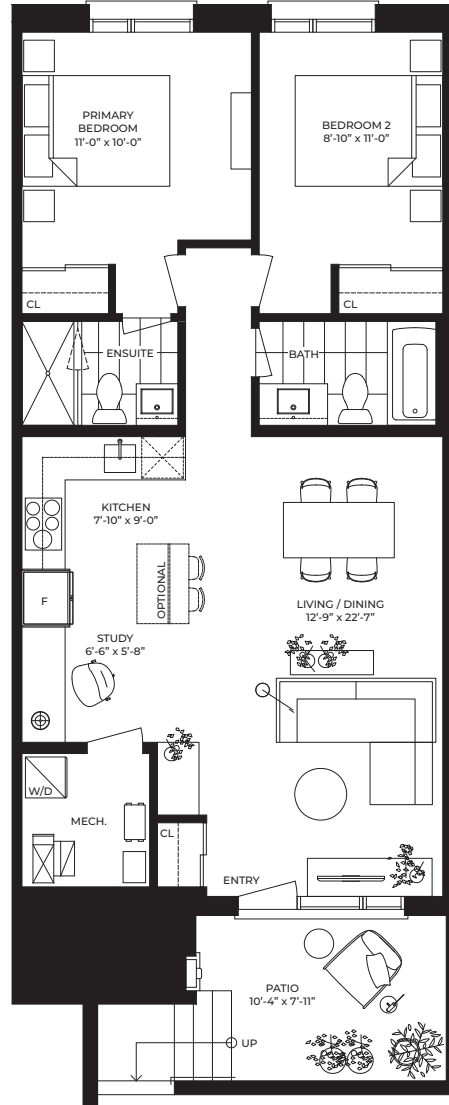 PRIMARY
BEDROOM
11'-0" x 10'-0"
BEDROOM 2
8'-10" x 11'-0"
CL
CL
ENSUITE
BATH
KITCHEN
7'-10" x 9'-0"
OPTIONAL
F
LIVING / DINING
12'-9" x 22'-7"
STUDY
6'-6" x 5'-8"
W/D
MECH.
CL
ENTRY
PATIO
10'-4" x 7'-11"
UP